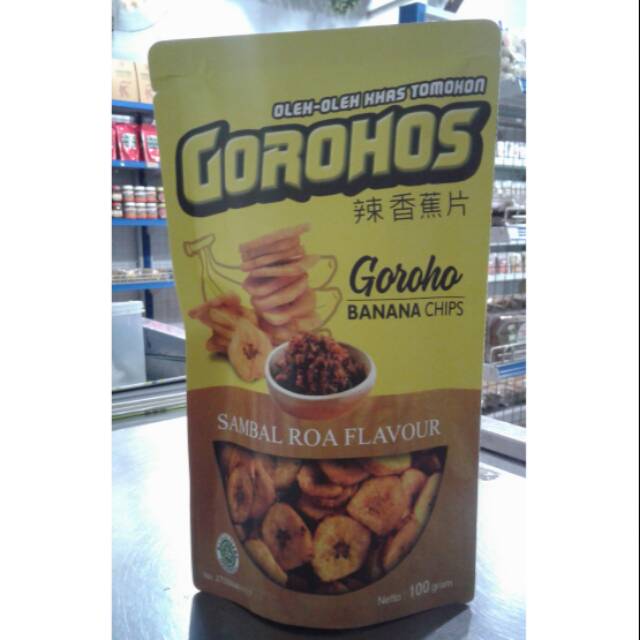 OLEH-OLEH KHAS TOMOHON
GOROHOS
辣香蕉片
Goroho
BANANA CHIPS
SAMBAL ROA FLAVOUR
Netto : 100 gram